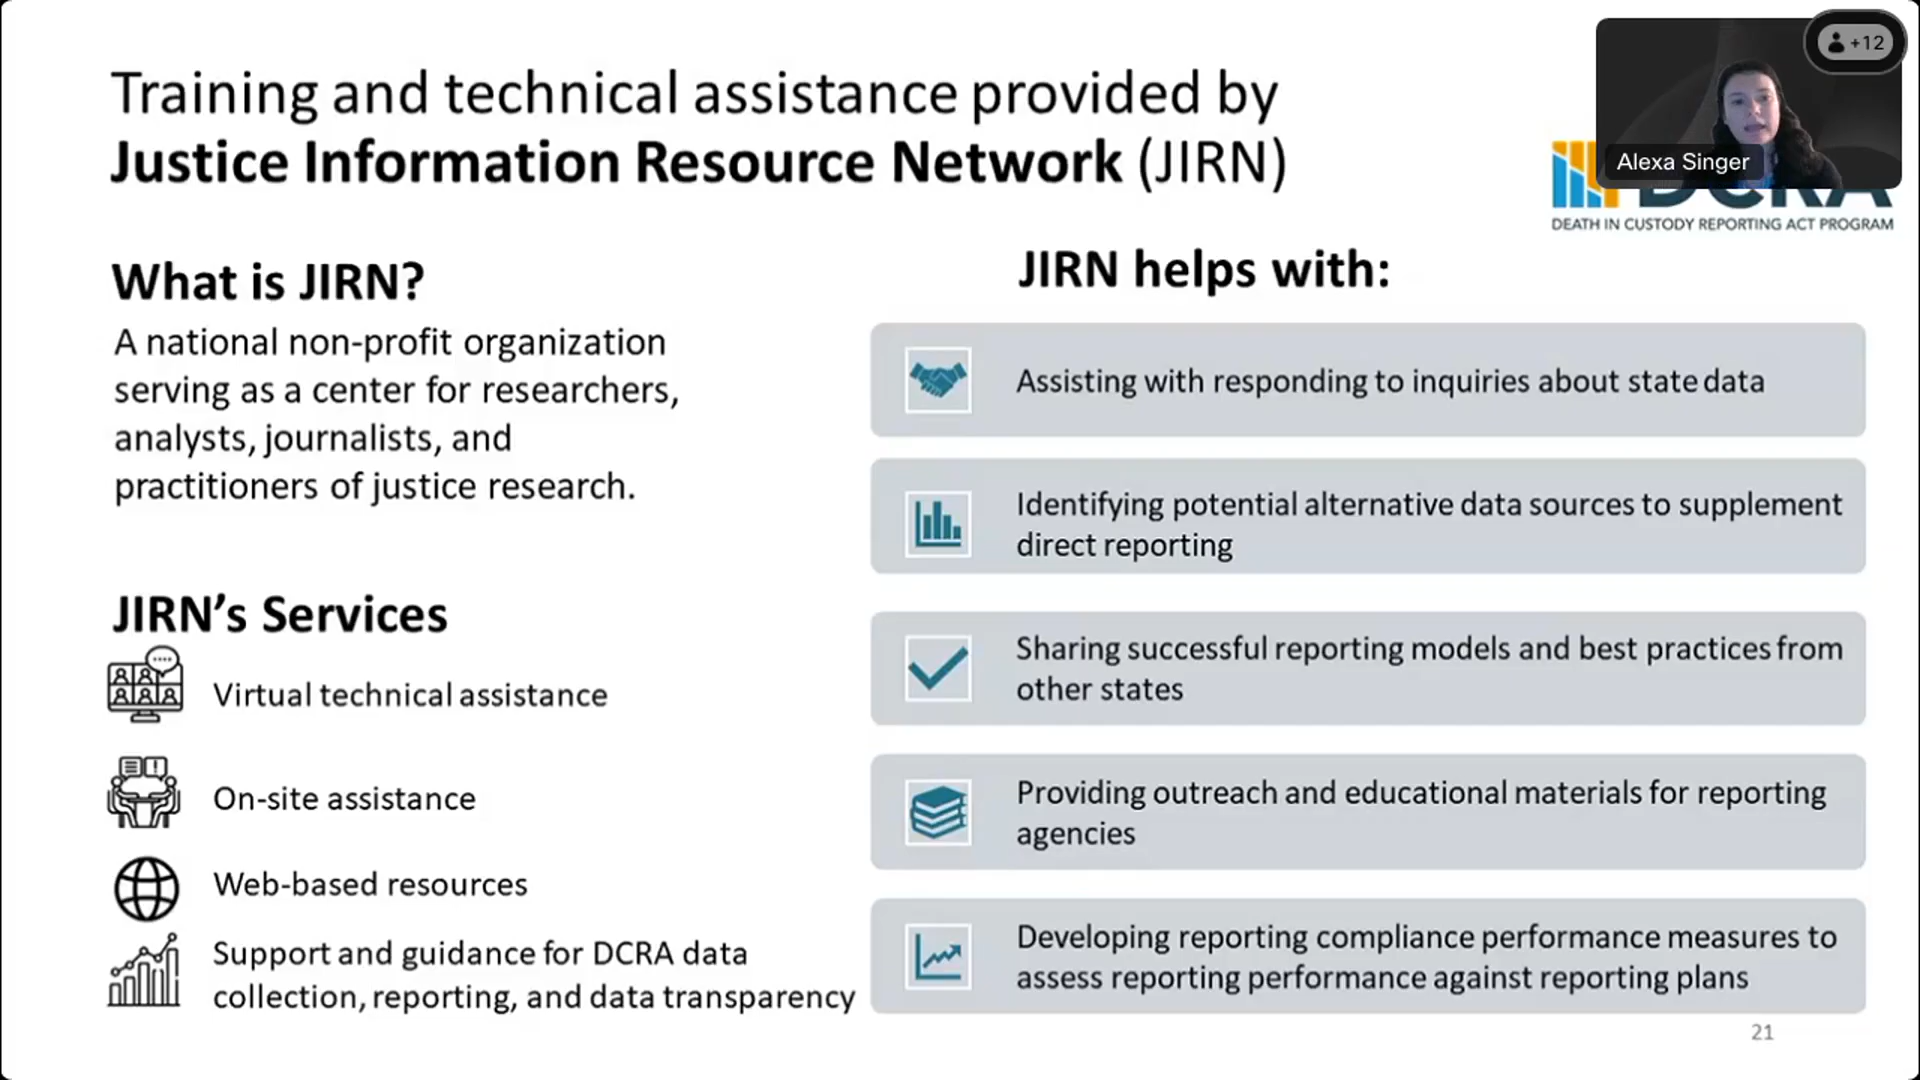 Training and technical assistance provided by
Justice Information Resource Network (JIRN)
+12
Alexa Singer
DCRA
DEATH IN CUSTODY REPORTING ACT PROGRAM
What is JIRN?
A national non-profit organization
serving as a center for researchers,
analysts, journalists, and
practitioners of justice research.
JIRN’s Services
Virtual technical assistance
On-site assistance
Web-based resources
Support and guidance for DCRA data
collection, reporting, and data transparency
JIRN helps with:
Assisting with responding to inquiries about state data
Identifying potential alternative data sources to supplement
direct reporting
Sharing successful reporting models and best practices from
other states
Providing outreach and educational materials for reporting
agencies
Developing reporting compliance performance measures to
assess reporting performance against reporting plans
21